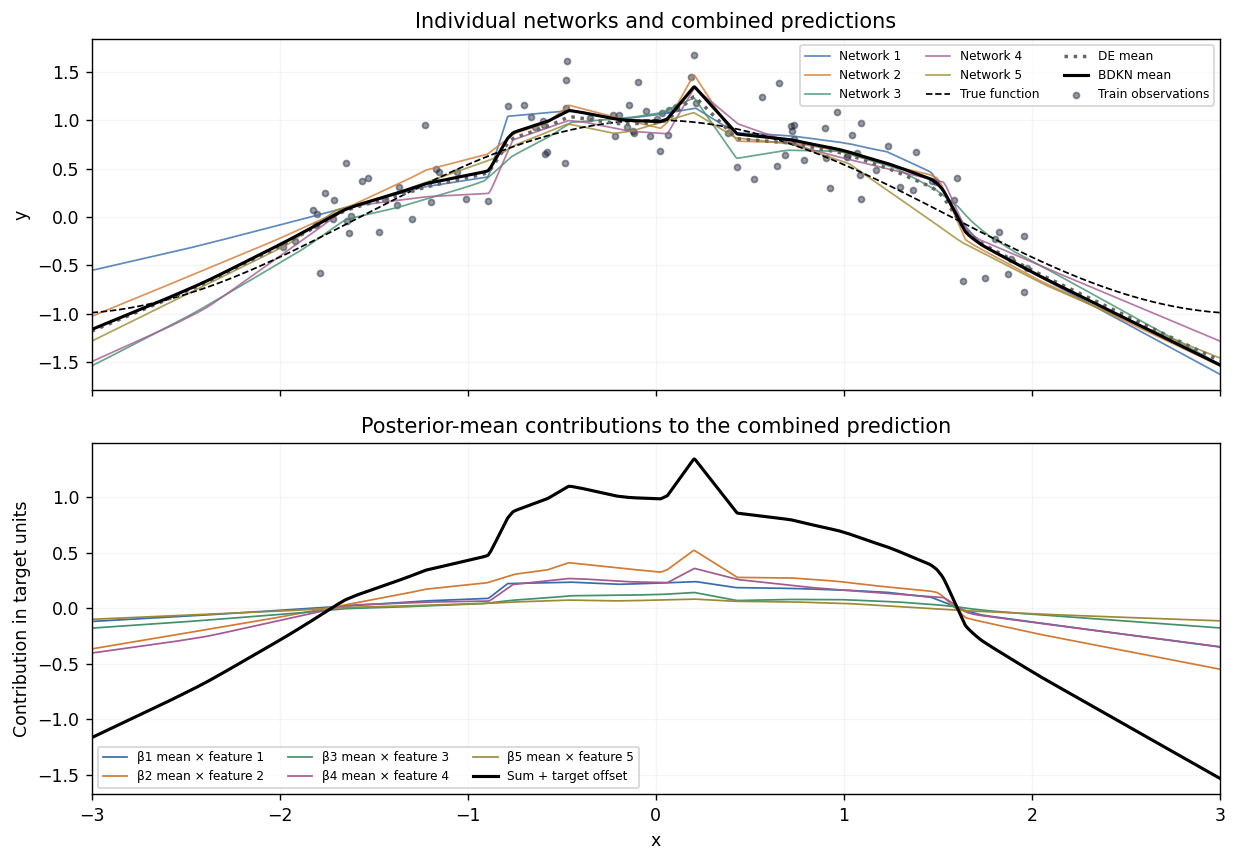 Individual networks and combined predictions
1.5
1.0
0.5
0.0
−0.5
−1.0
−1.5
y
Network 1
Network 2
Network 3
Network 4
Network 5
True function
DE mean
BDKN mean
Train observations
Posterior-mean contributions to the combined prediction
1.0
0.5
0.0
−0.5
−1.0
−1.5
Contribution in target units
β1 mean × feature 1
β2 mean × feature 2
β3 mean × feature 3
β4 mean × feature 4
β5 mean × feature 5
Sum + target offset
−3
−2
−1
0
1
2
3
x